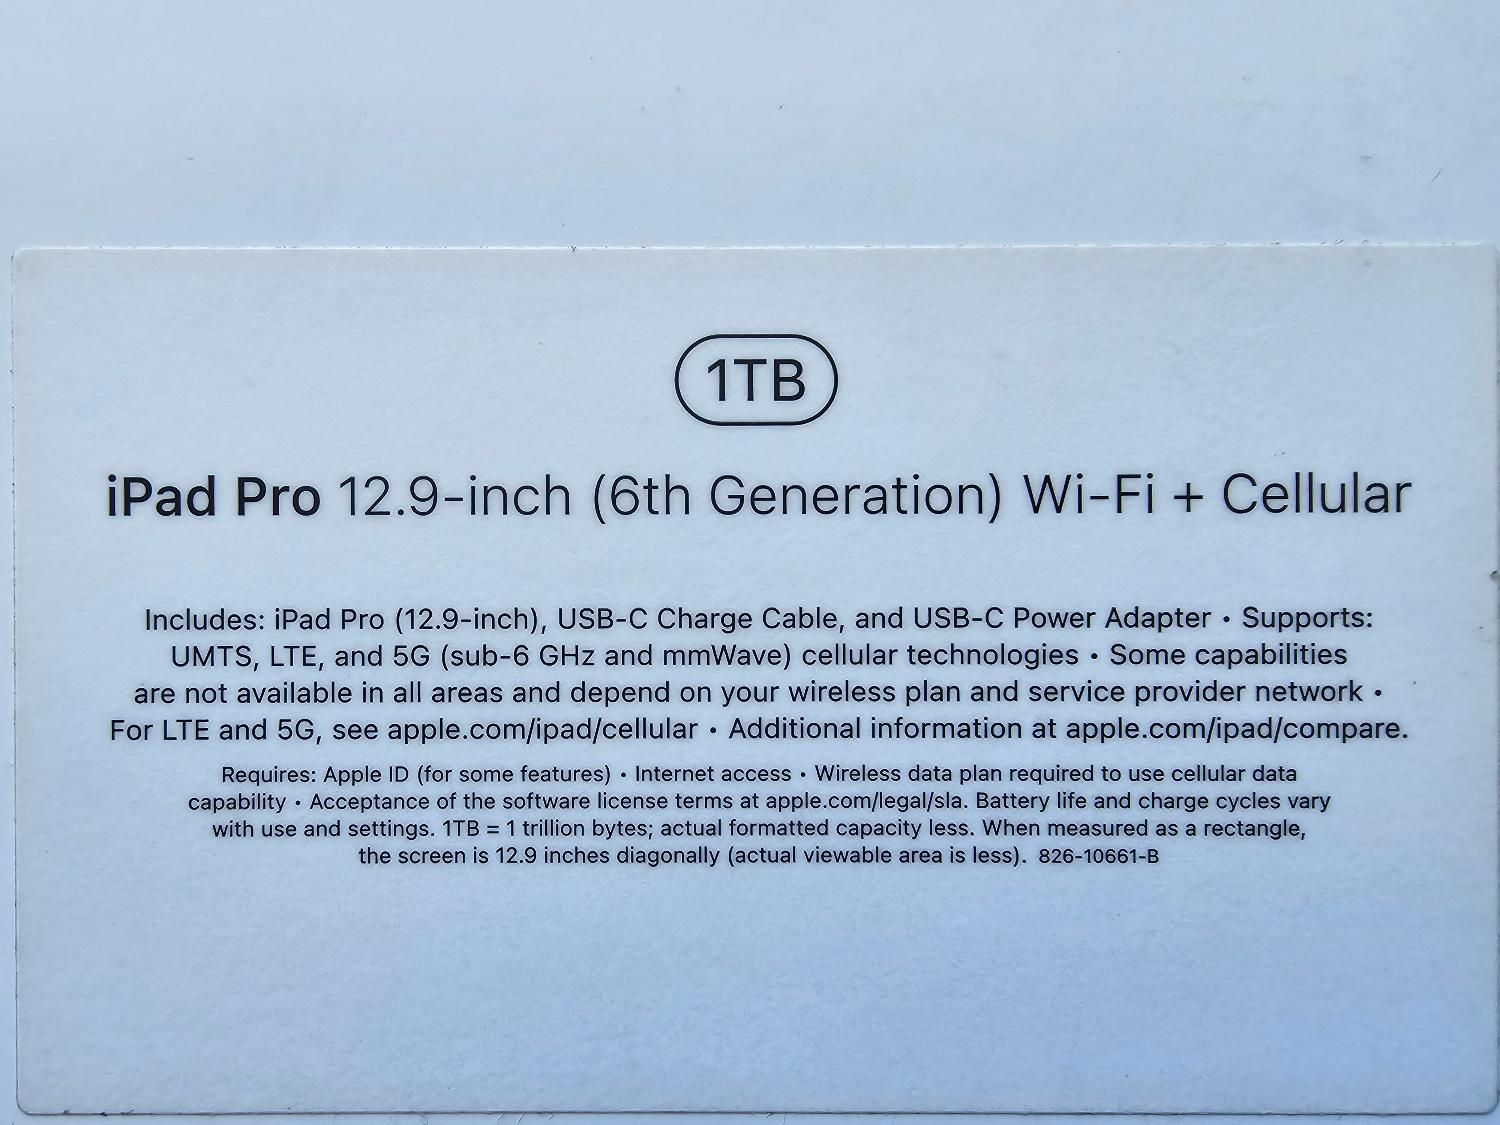 1TB
iPad Pro 12.9-inch (6th Generation) Wi-Fi + Cellular
Includes: iPad Pro (12.9-inch), USB-C Charge Cable, and USB-C Power Adapter • Supports:
UMTS, LTE, and 5G (sub-6 GHz and mmWave) cellular technologies • Some capabilities
are not available in all areas and depend on your wireless plan and service provider network •
For LTE and 5G, see apple.com/ipad/cellular • Additional information at apple.com/ipad/compare.
Requires: Apple ID (for some features) • Internet access • Wireless data plan required to use cellular data
capability • Acceptance of the software license terms at apple.com/legal/sla. Battery life and charge cycles vary
with use and settings. 1TB = 1 trillion bytes; actual formatted capacity less. When measured as a rectangle,
the screen is 12.9 inches diagonally (actual viewable area is less). 826-10661-B